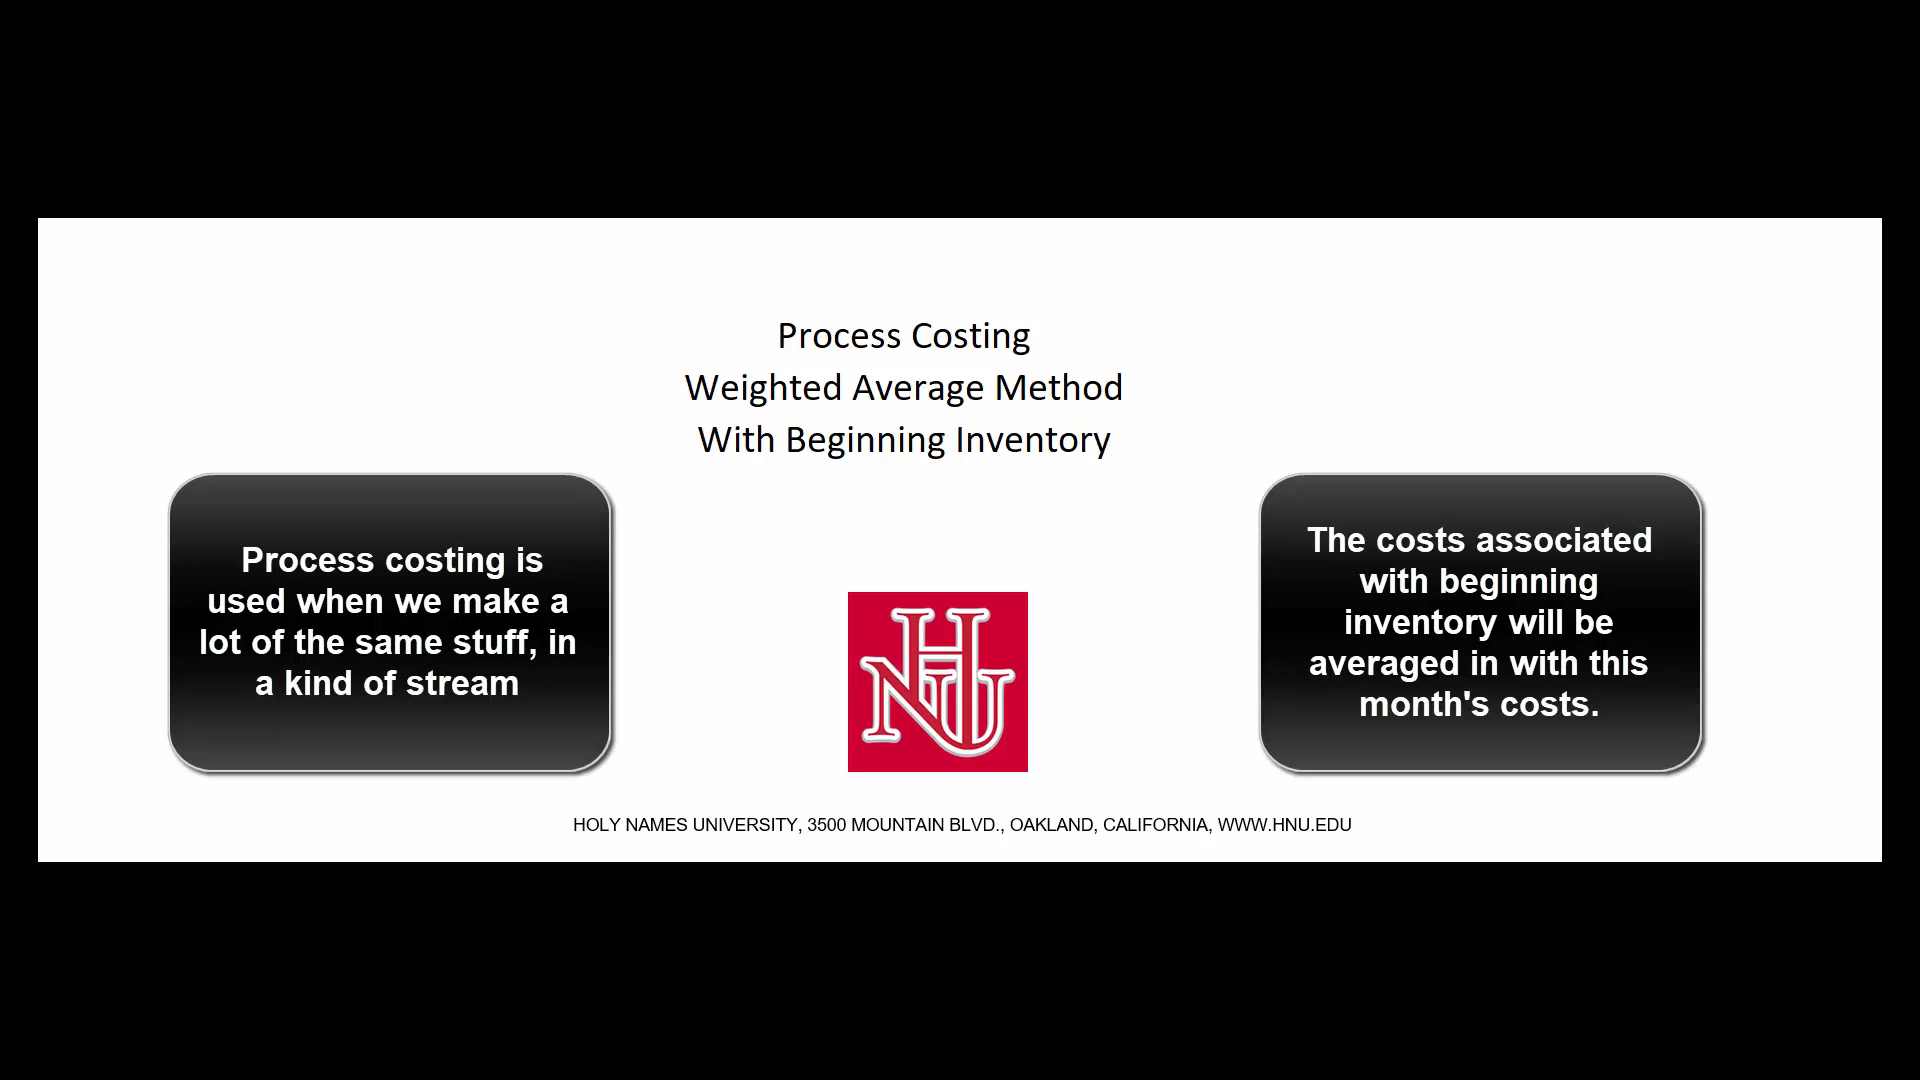 Process Costing
Weighted Average Method
With Beginning Inventory
Process costing is
used when we make a
lot of the same stuff, in
a kind of stream
The costs associated
with beginning
inventory will be
averaged in with this
month's costs.
HNU
HOLY NAMES UNIVERSITY, 3500 MOUNTAIN BLVD., OAKLAND, CALIFORNIA, WWW.HNU.EDU